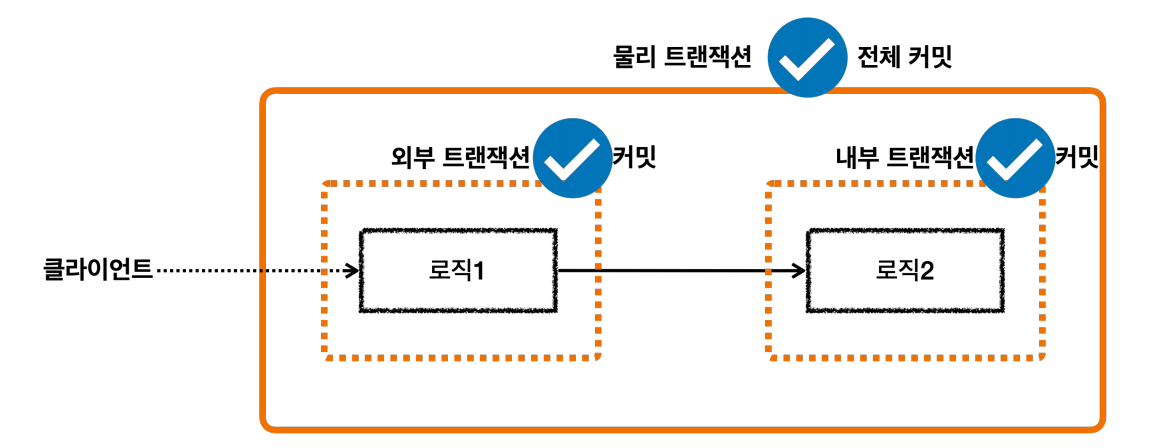 물리 트랜잭션 전체 커밋
외부 트랜잭션 커밋
내부 트랜잭션 커밋
클라이언트
로직1
로직2